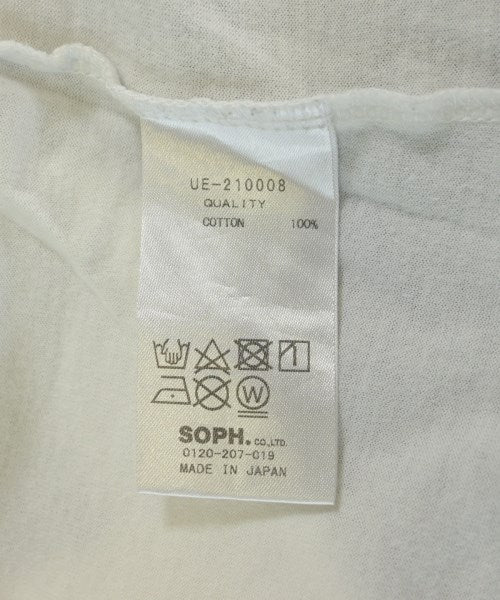 UE-210008
QUALITY
COTTON 100%
W
SOPH. CO.,LTD.
0120-207-019
MADE IN JAPAN